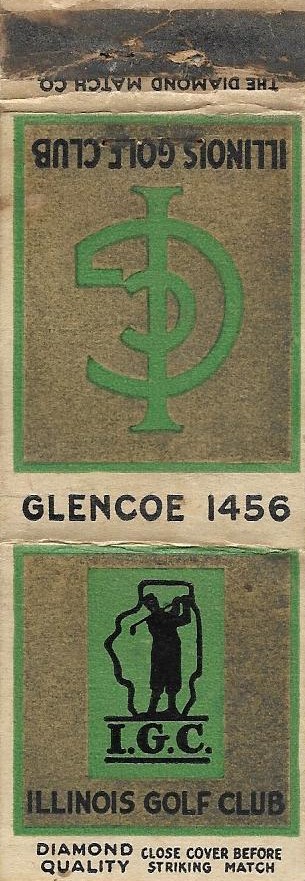 THE DIAMOND MATCH CO.
ILLINOIS GOLF CLUB
IGC
GLENCOE 1456
I.G.C.
ILLINOIS GOLF CLUB
DIAMOND QUALITY
CLOSE COVER BEFORE STRIKING MATCH